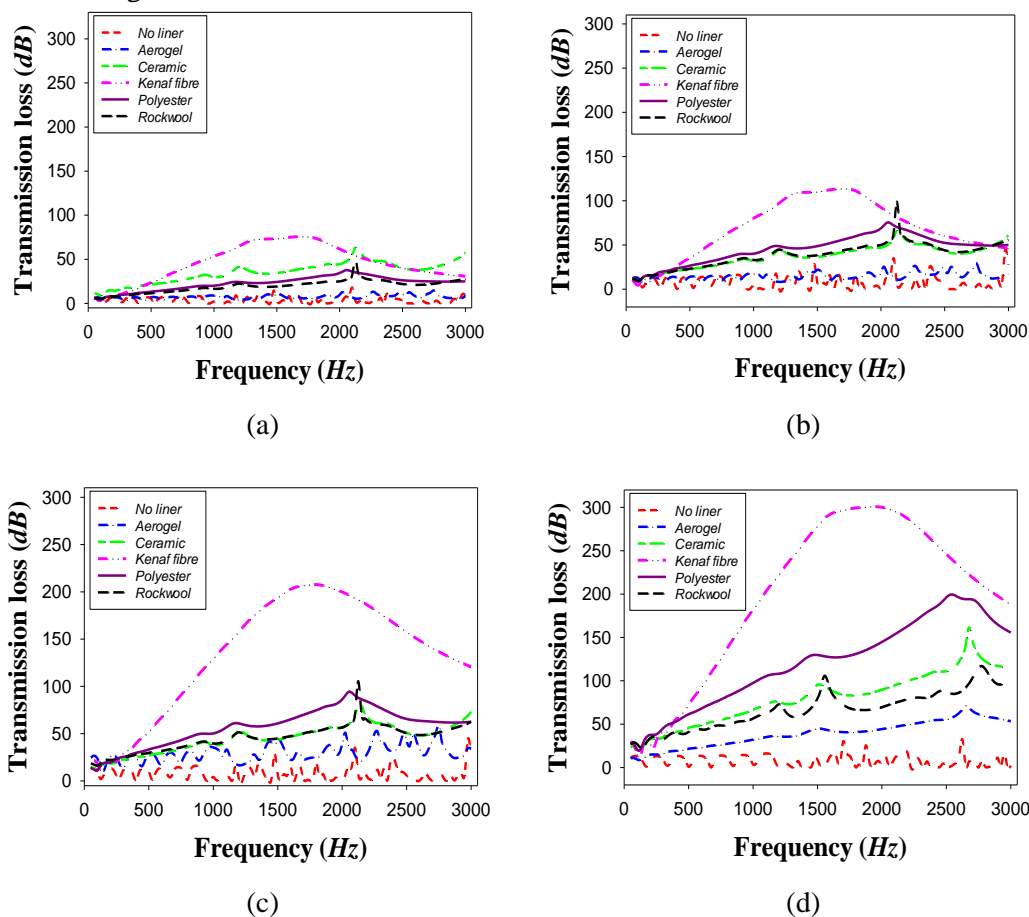 300
250
200
150
100
50
0
Transmission loss (dB)
No liner
Aerogel
Ceramic
Kenaf fibre
Polyester
Rockwool
0 500 1000 1500 2000 2500 3000
Frequency (Hz)
(a)
300
250
200
150
100
50
0
Transmission loss (dB)
No liner
Aerogel
Ceramic
Kenaf fibre
Polyester
Rockwool
0 500 1000 1500 2000 2500 3000
Frequency (Hz)
(b)
300
250
200
150
100
50
0
Transmission loss (dB)
No liner
Aerogel
Ceramic
Kenaf fibre
Polyester
Rockwool
0 500 1000 1500 2000 2500 3000
Frequency (Hz)
(c)
300
250
200
150
100
50
0
Transmission loss (dB)
No liner
Aerogel
Ceramic
Kenaf fibre
Polyester
Rockwool
0 500 1000 1500 2000 2500 3000
Frequency (Hz)
(d)